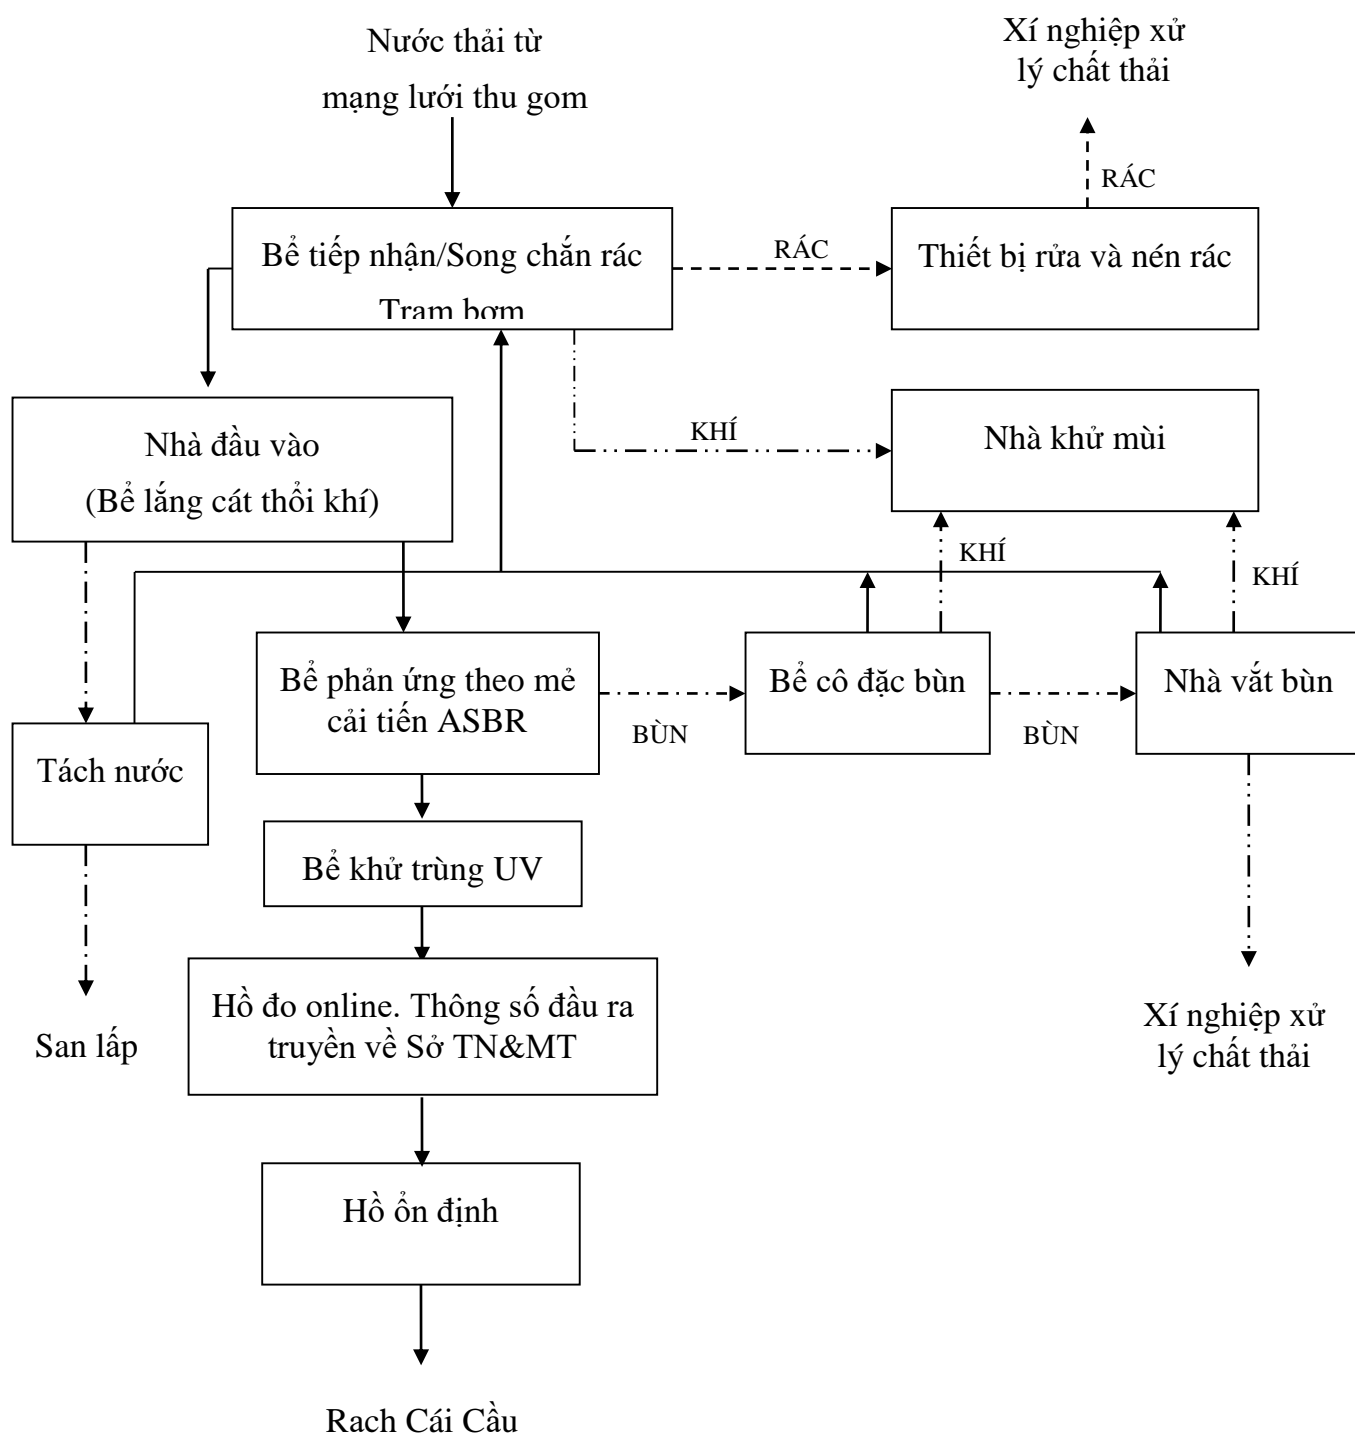 Nước thải từ
mạng lưới thu gom
Xí nghiệp xử
lý chất thải
RÁC
Bể tiếp nhận/Song chắn rác
Trạm bơm
RÁC
Thiết bị rửa và nén rác
Nhà đầu vào
(Bể lắng cát thổi khí)
KHÍ
Nhà khử mùi
KHÍ
KHÍ
Bể phản ứng theo mẻ
cải tiến ASBR
BÙN
Bể cô đặc bùn
BÙN
Nhà vắt bùn
Tách nước
Bể khử trùng UV
Hồ đo online. Thông số đầu ra
truyền về Sở TN&MT
San lấp
Xí nghiệp xử
lý chất thải
Hồ ổn định
Rach Cái Cầu